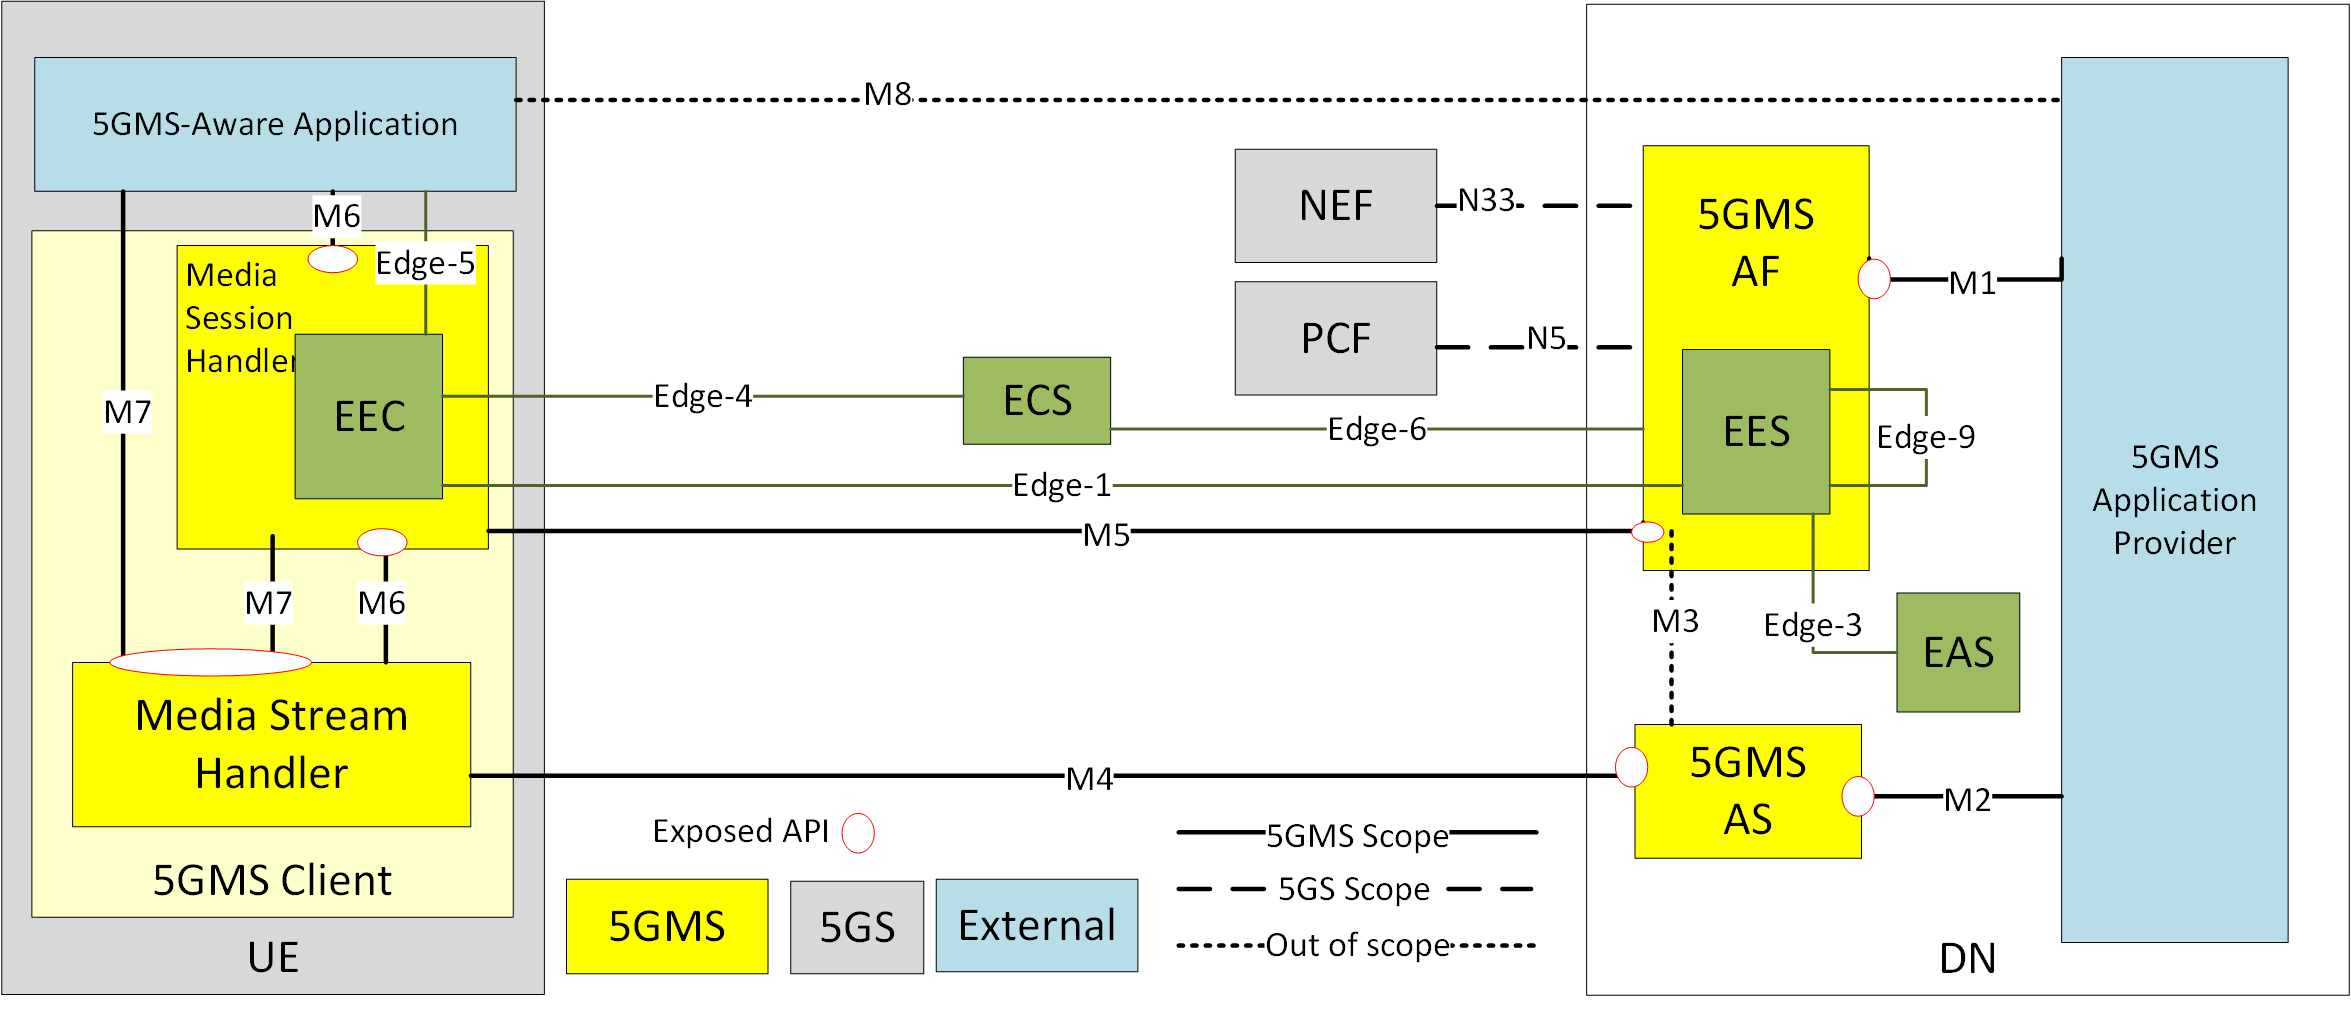 M8
5GMS-Aware Application
M6
Edge-5
Media
Session
Handler
EEC
M7
M7
M6
Media Stream
Handler
5GMS Client
UE
Edge-4
ECS
Edge-6
Edge-1
M5
M4
NEF
N33
PCF
N5
5GMS
AF
M1
EES
Edge-9
M3
Edge-3
EAS
5GMS
AS
M2
5GMS
Application
Provider
DN
Exposed API
5GMS
5GS
External
5GMS Scope
5GS Scope
Out of scope